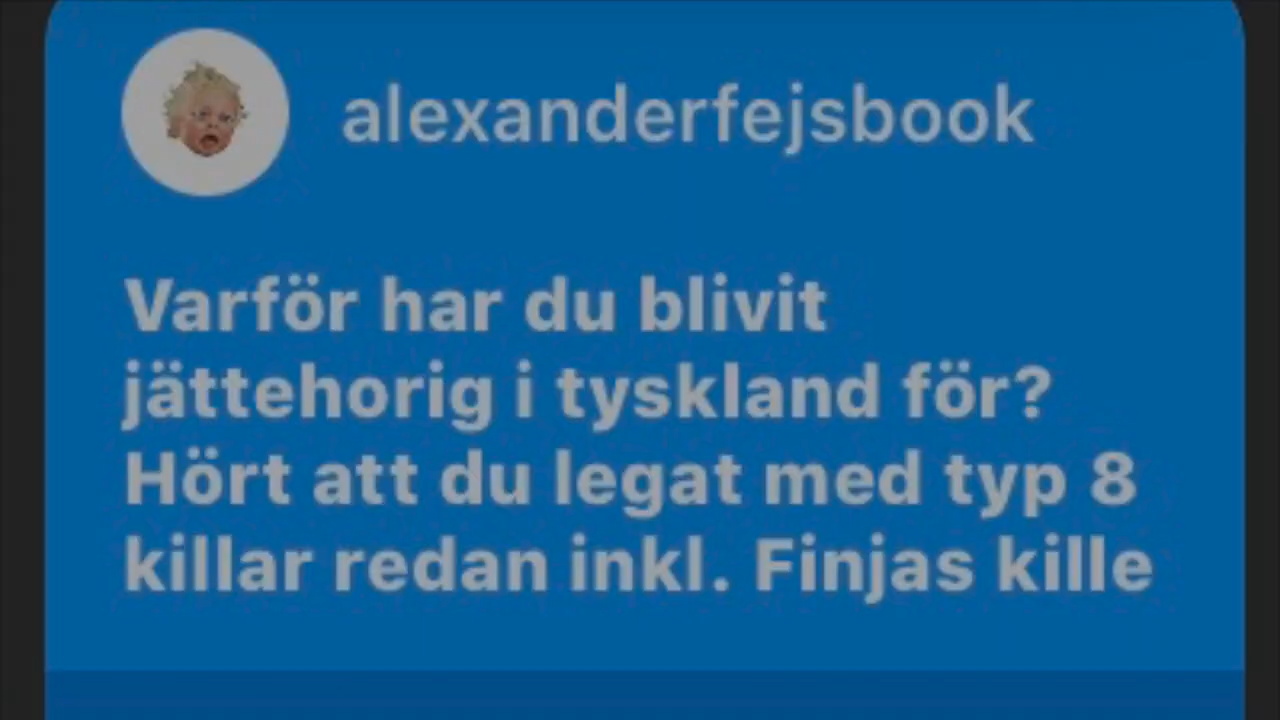 alexanderfejsbook
Varför har du blivit
jättehorig i tyskland för?
Hört att du legat med typ 8
killar redan inkl. Finjas kille